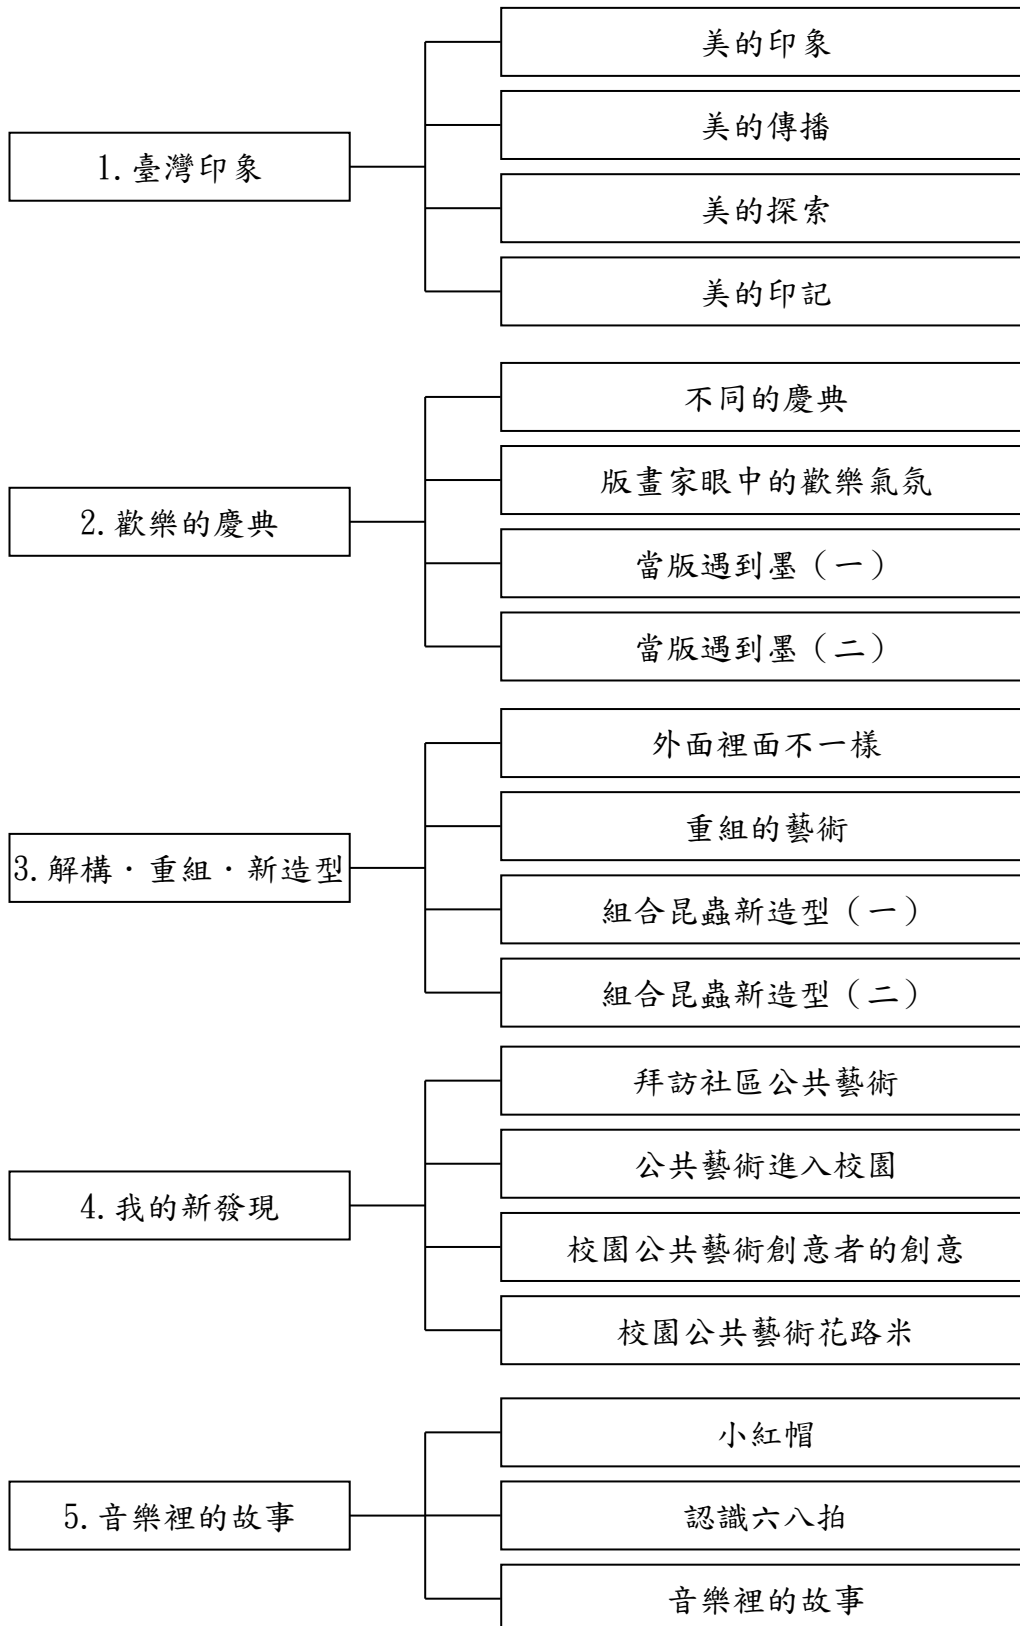 1.臺灣印象
美的印象
美的傳播
美的探索
美的印記
2.歡樂的慶典
不同的慶典
版畫家眼中的歡樂氣氛
當版遇到墨（一）
當版遇到墨（二）
3.解構．重組．新造型
外面裡面不一樣
重組的藝術
組合昆蟲新造型（一）
組合昆蟲新造型（二）
4.我的新發現
拜訪社區公共藝術
公共藝術進入校園
校園公共藝術創意者的創意
校園公共藝術花路米
5.音樂裡的故事
小紅帽
認識六八拍
音樂裡的故事